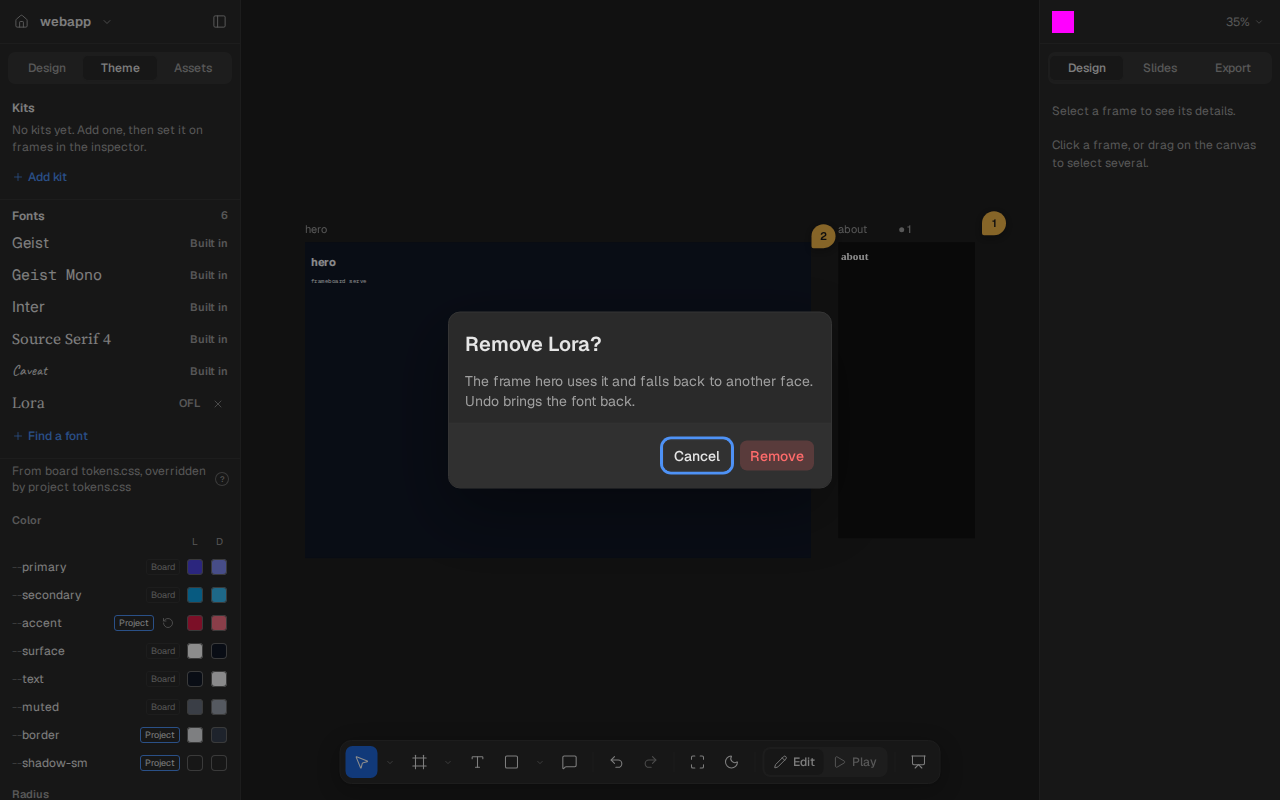 webapp
35%
Design
Theme
Assets
Design
Slides
Export
Kits
No kits yet. Add one, then set it on
frames in the inspector.
+ Add kit
Select a frame to see its details.
Click a frame, or drag on the canvas
to select several.
Fonts
6
Geist
Built in
Geist Mono
Built in
Inter
Built in
Source Serif 4
Built in
Caveat
Built in
Lora
OFL
+ Find a font
hero
2
about
1
1
hero
frameboard serve
about
Remove Lora?
The frame hero uses it and falls back to another face.
Undo brings the font back.
Cancel
Remove
From board tokens.css, overridden
by project tokens.css
?
Color
L
D
--primary
Board
--secondary
Board
--accent
Project
--surface
Board
--text
Board
--muted
Board
--border
Project
--shadow-sm
Project
Radius
Edit
Play